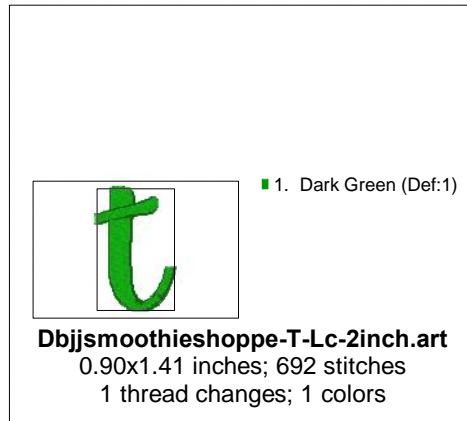 t
1. Dark Green (Def:1)
Dbjjsmoothieshoppe-T-Lc-2inch.art
0.90x1.41 inches; 692 stitches
1 thread changes; 1 colors